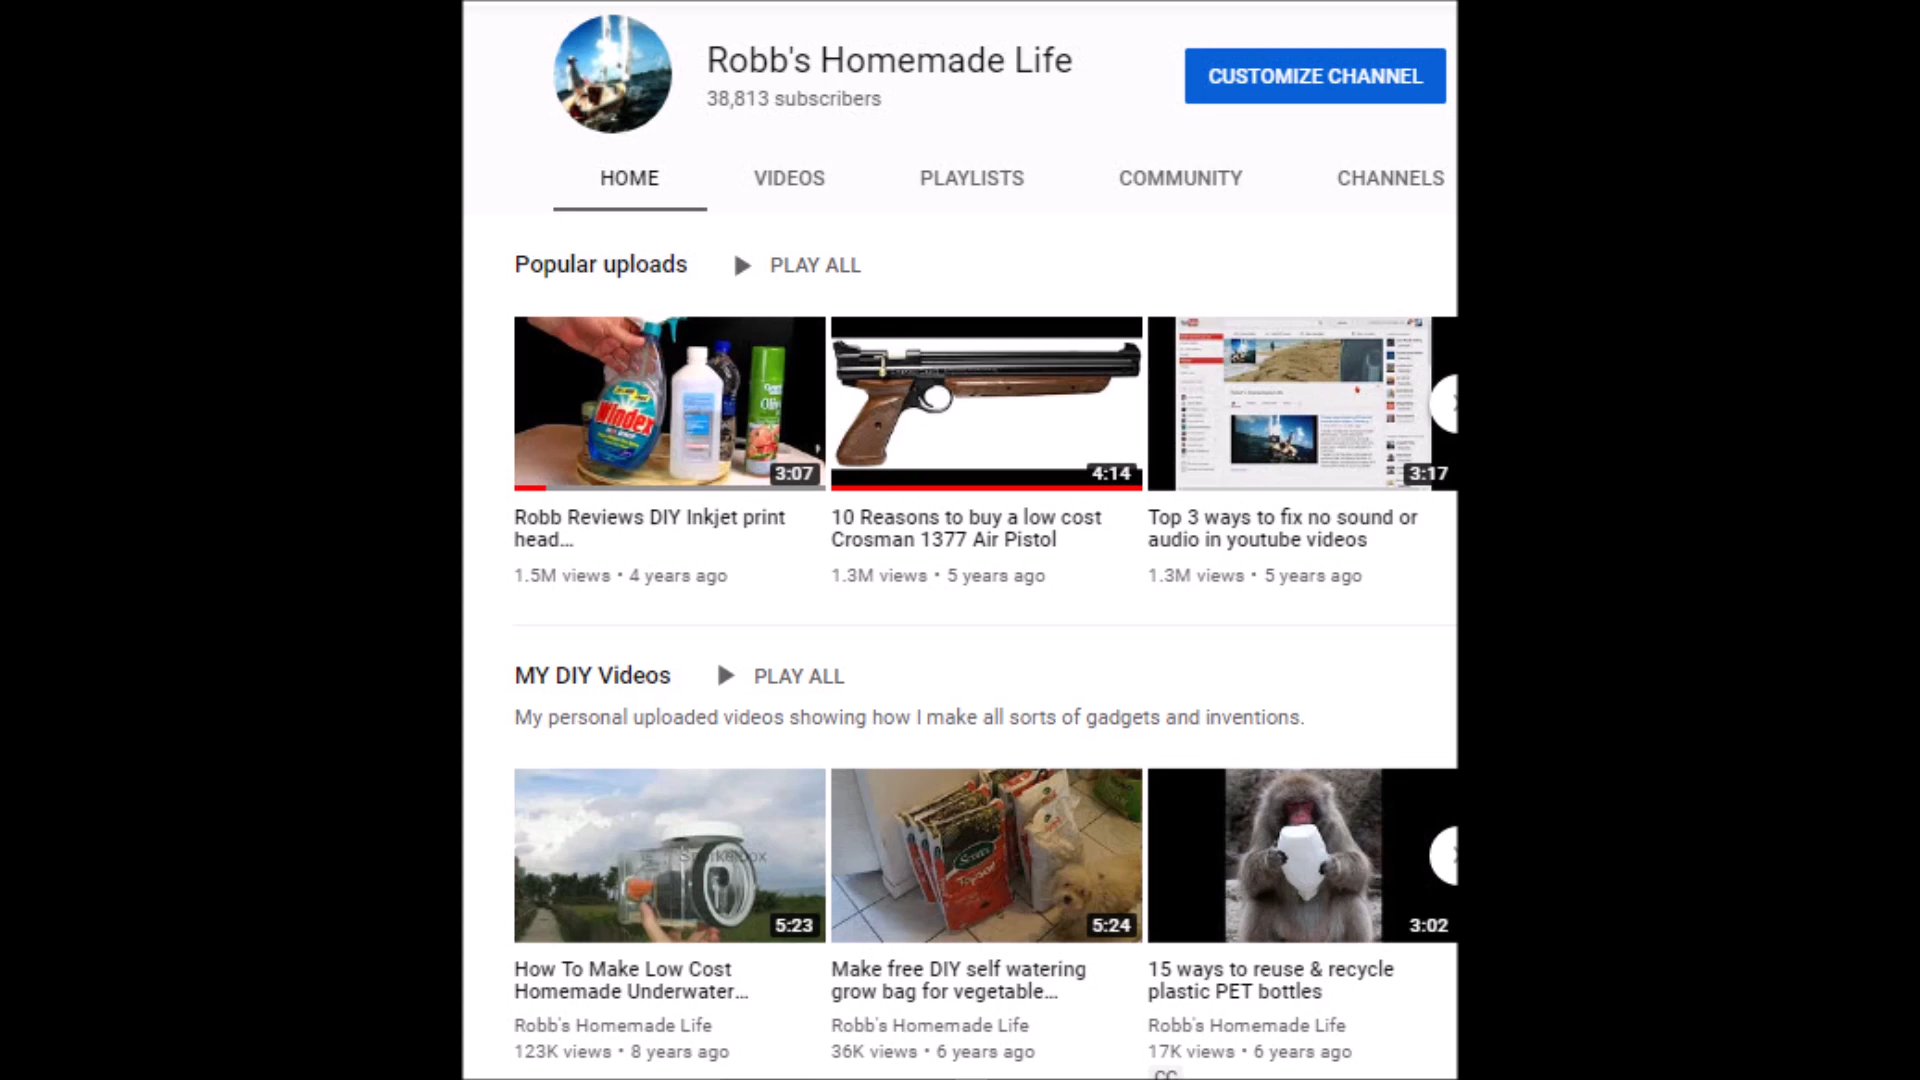 Robb's Homemade Life
38,813 subscribers
CUSTOMIZE CHANNEL
HOME
VIDEOS
PLAYLISTS
COMMUNITY
CHANNELS
Popular uploads
PLAY ALL
Windex
3:07
4:14
3:17
Robb Reviews DIY Inkjet print
head...
1.5M views • 4 years ago
10 Reasons to buy a low cost
Crosman 1377 Air Pistol
1.3M views • 5 years ago
Top 3 ways to fix no sound or
audio in youtube videos
1.3M views • 5 years ago
MY DIY Videos
PLAY ALL
My personal uploaded videos showing how I make all sorts of gadgets and inventions.
5:23
Scotts
Topsoil
5:24
3:02
How To Make Low Cost
Homemade Underwater...
Robb's Homemade Life
123K views • 8 years ago
Make free DIY self watering
grow bag for vegetable...
Robb's Homemade Life
36K views • 6 years ago
15 ways to reuse & recycle
plastic PET bottles
Robb's Homemade Life
17K views • 6 years ago
CC